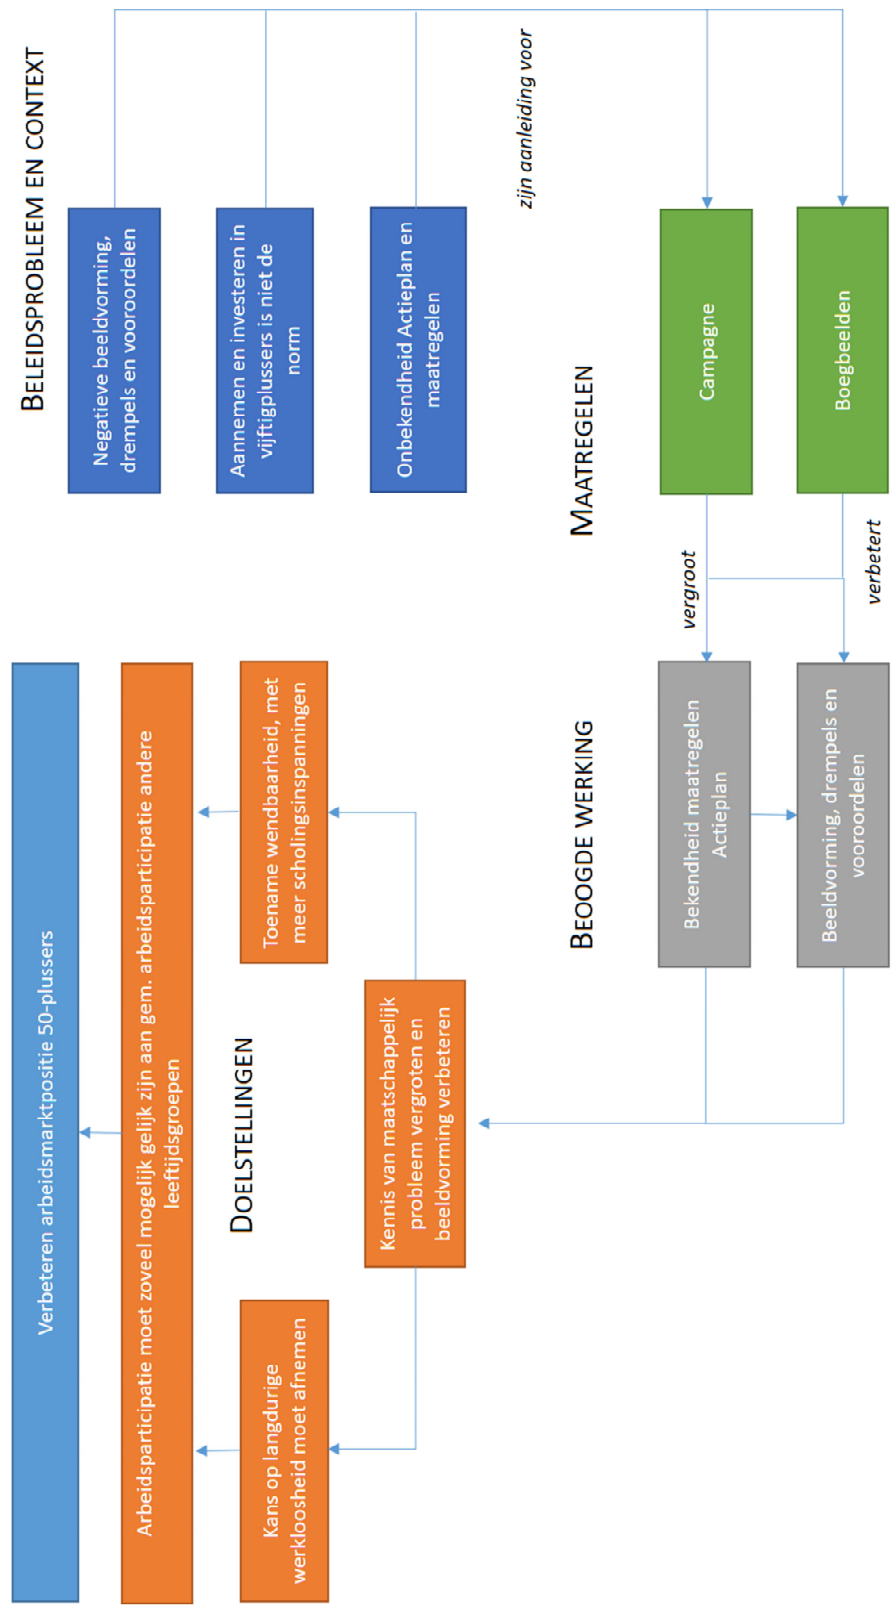 Verbeteren arbeidsmarktpositie 50-plussers
Arbeidsparticipatie moet zoveel mogelijk gelijk zijn aan gem. arbeidsparticipatie andere
leeftijdsgroepen
Kans op langdurige
werkloosheid moet afnemen
DOELSTELLINGEN
Toename wendbaarheid, met
meer scholingsinspanningen
Kennis van maatschappelijk
probleem vergroten en
beeldvorming verbeteren
BELEIDSPROBLEEM EN CONTEXT
Negatieve beeldvorming,
drempels en vooroordelen
Aannemen en investeren in
vijftigplussers is niet de
norm
Onbekendheid Actieplan en
maatregelen
zijn aanleiding voor
BEOOGDE WERKING
MAATREGELEN
Bekendheid maatregelen
Actieplan
vergroot
Campagne
Beeldvorming, drempels en
vooroordelen
verbetert
Boegbeelden